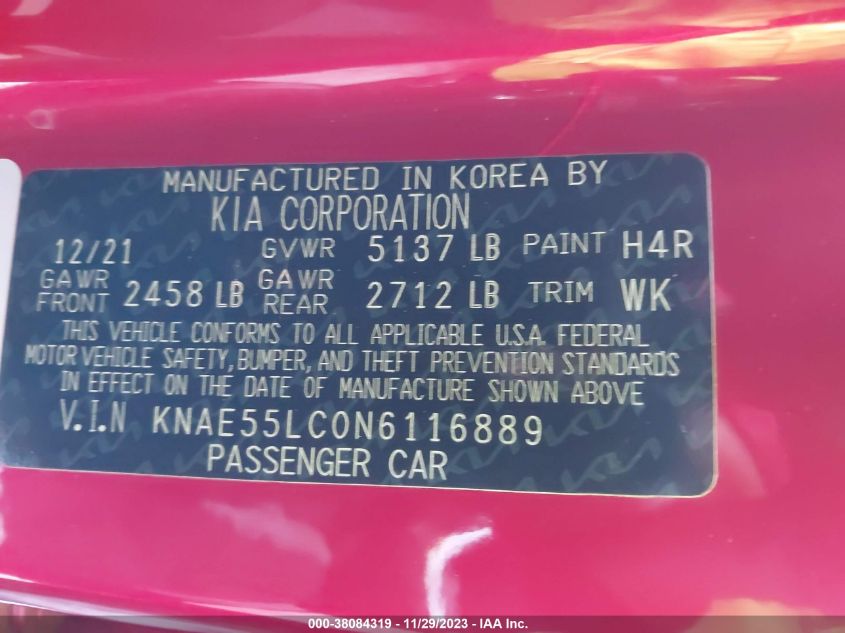 MANUFACTURED IN KOREA BY
KIA CORPORATION
12/21 GVWR 5137 LB PAINT H4R
GAWR FRONT 2458 LB GAWR REAR 2712 LB TRIM WK
THIS VEHICLE CONFORMS TO ALL APPLICABLE U.S.A. FEDERAL
MOTOR VEHICLE SAFETY, BUMPER, AND THEFT PREVENTION STANDARDS
IN EFFECT ON THE DATE OF MANUFACTURE SHOWN ABOVE
V.I.N KNAE55LC0N6116889
PASSENGER CAR
000-38084319 - 11/29/2023 - IAA Inc.